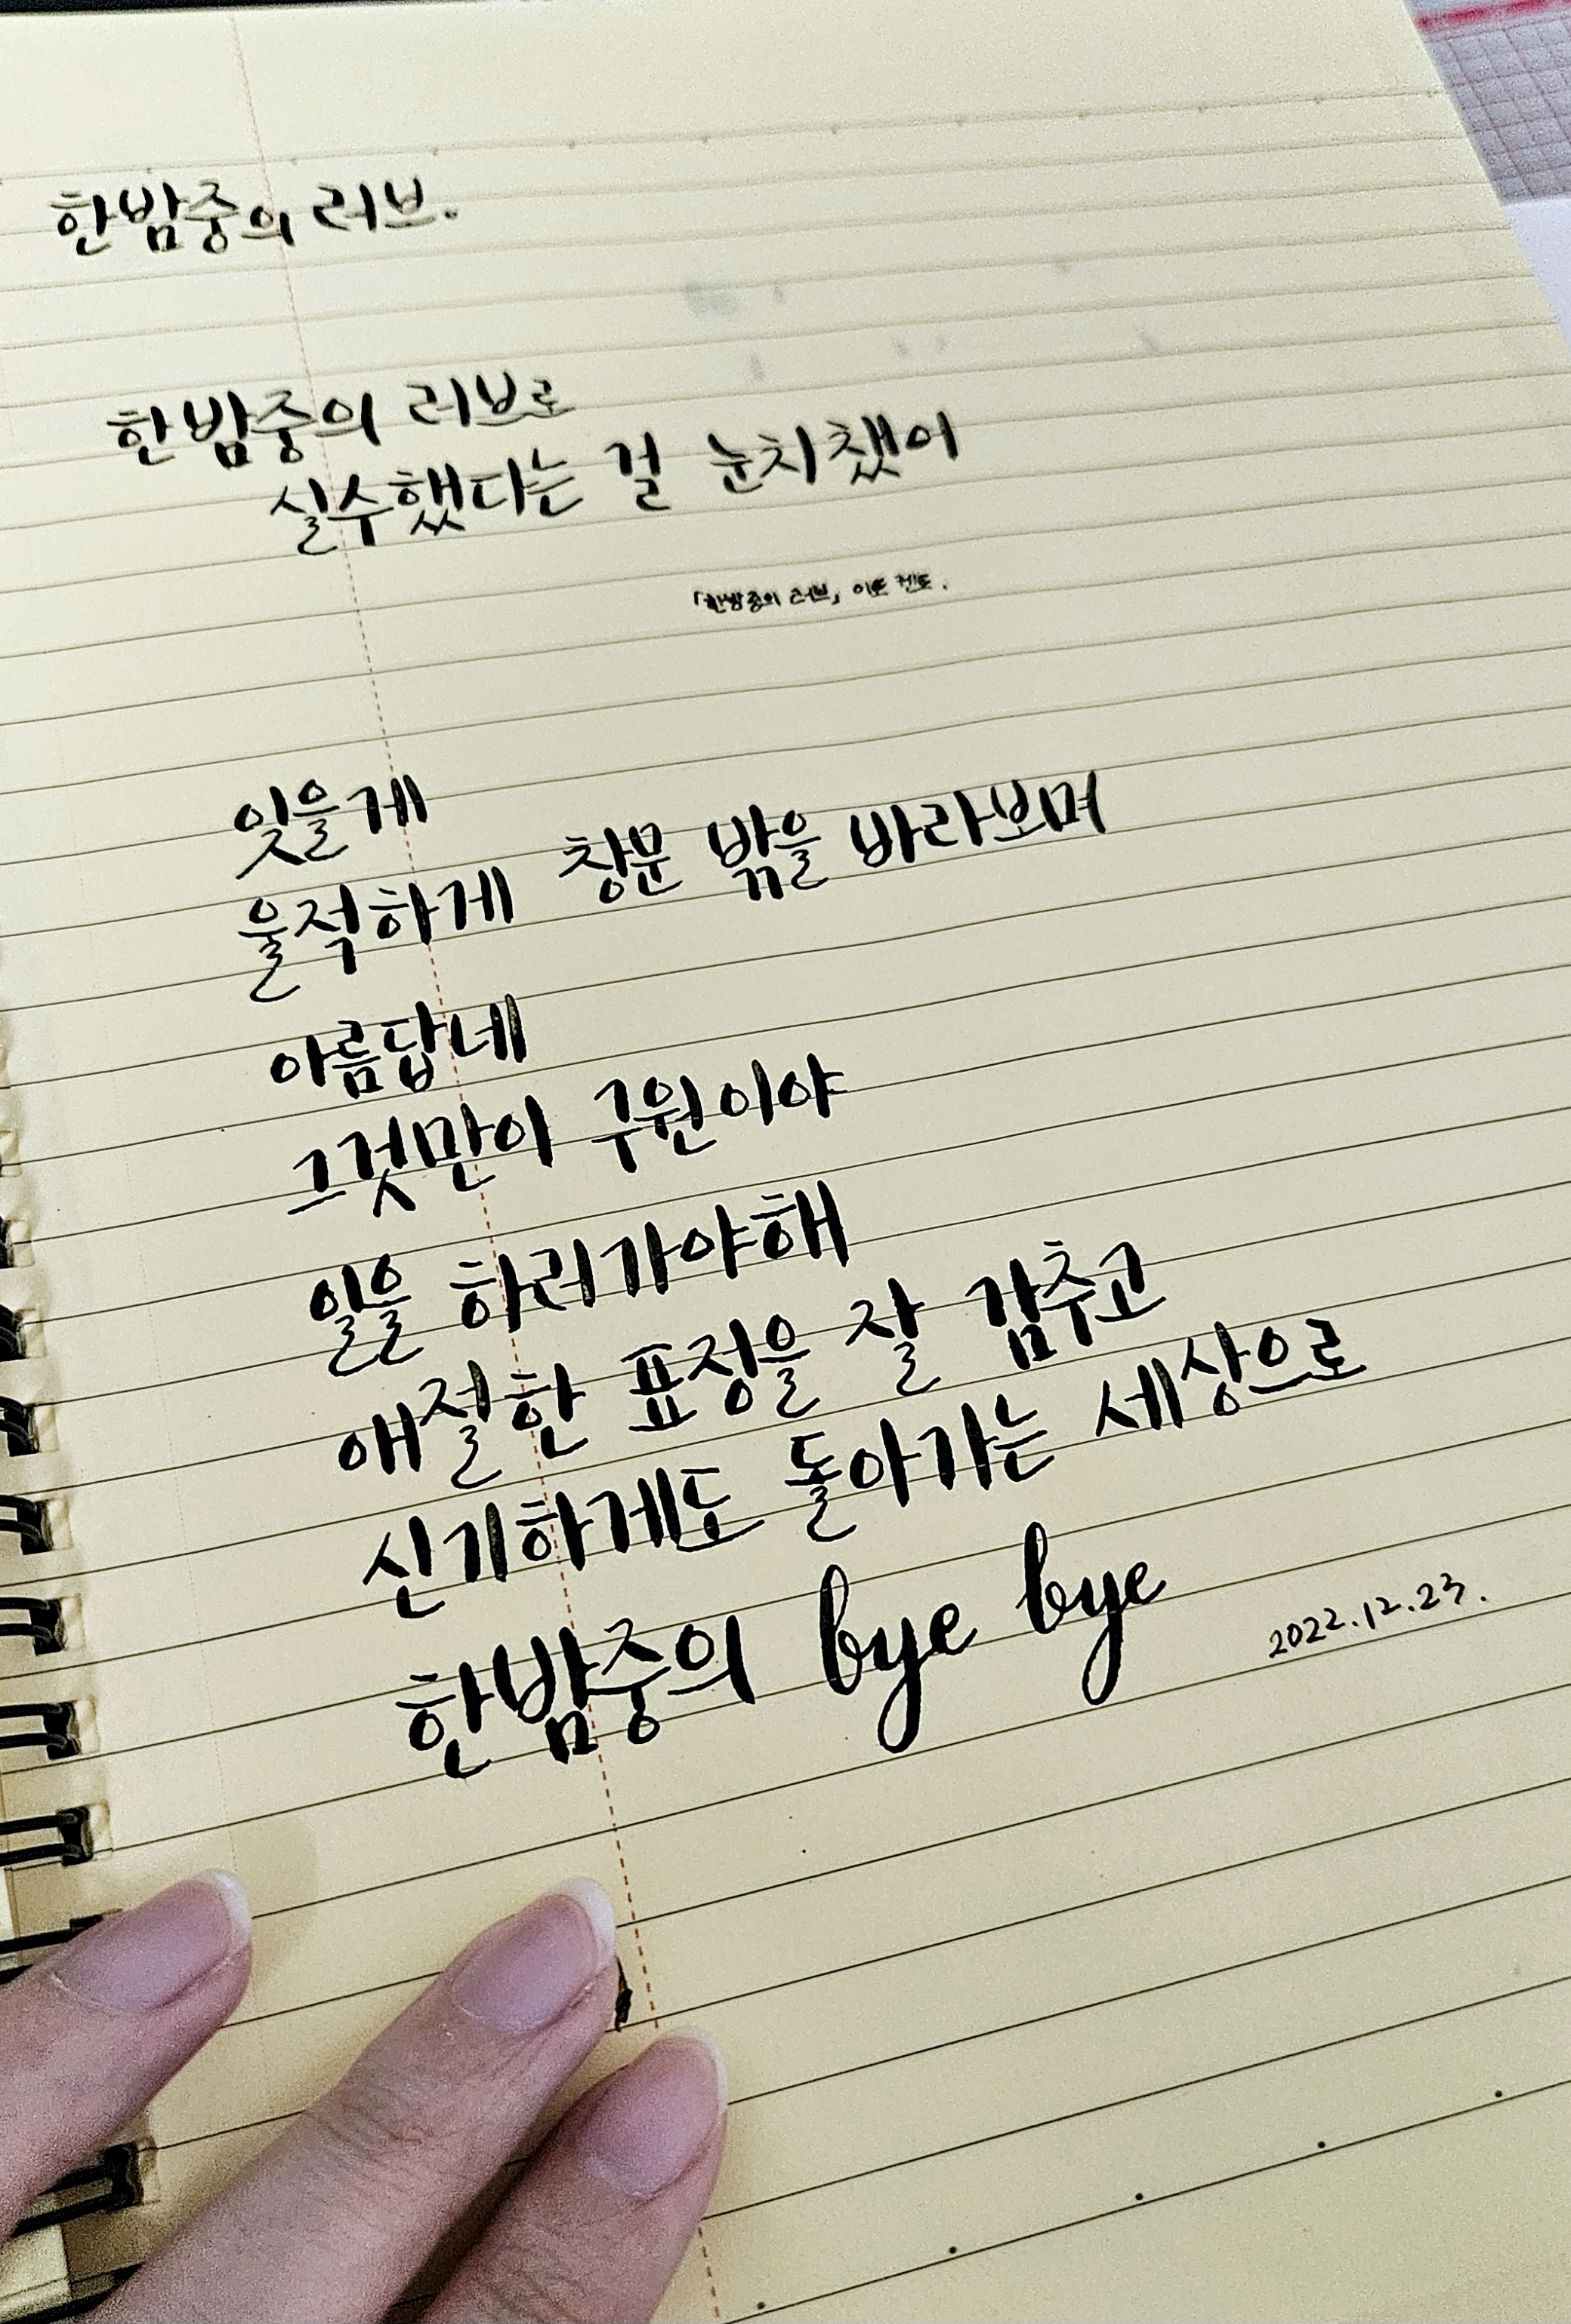 한밤중의 러브.
한밤중의 러브로
실수했다는 걸 눈치챘어
「한밤중의 러브」 이토 켄토.
잊을게
울적하게 창문 밖을 바라보며
아름답네
그것만이 구원이야
일을 하러가야해
애절한 표정을 잘 감추고
신기하게도 돌아가는 세상으로
한밤중의 bye bye
2022.12.23.